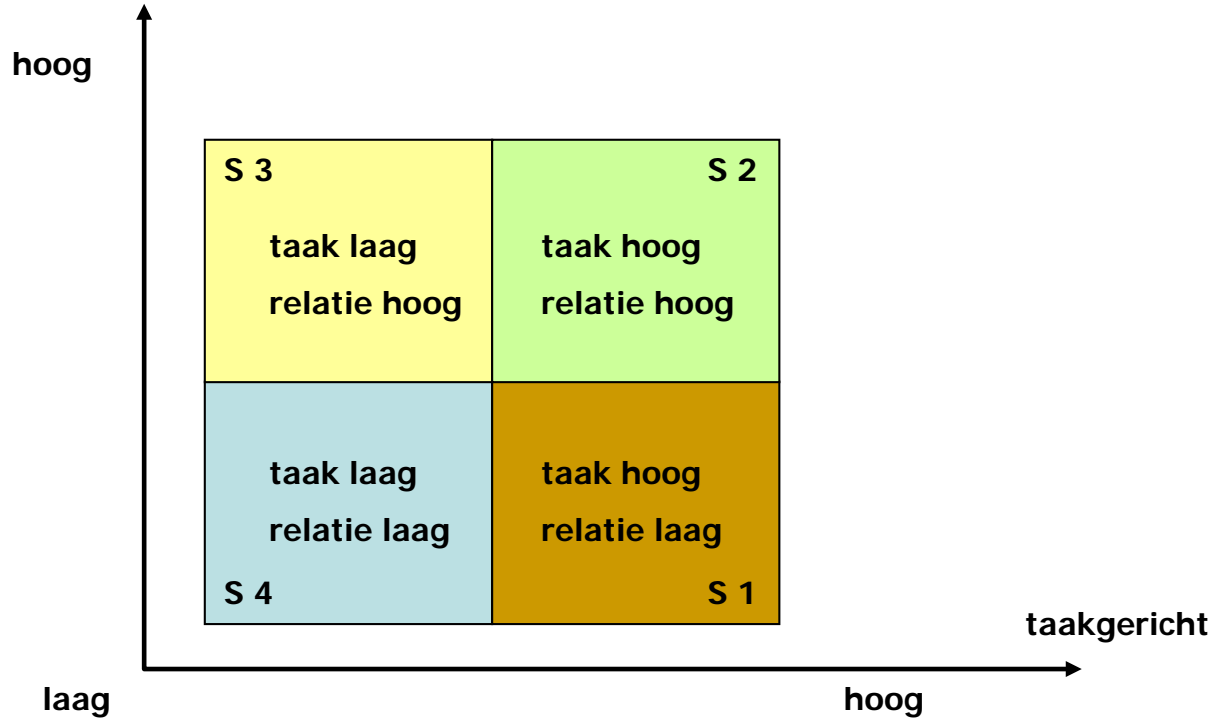 hoog
S 3
S 2
taak laag
relatie hoog
taak hoog
relatie hoog
taak laag
relatie laag
taak hoog
relatie laag
S 4
S 1
taakgericht
laag
hoog